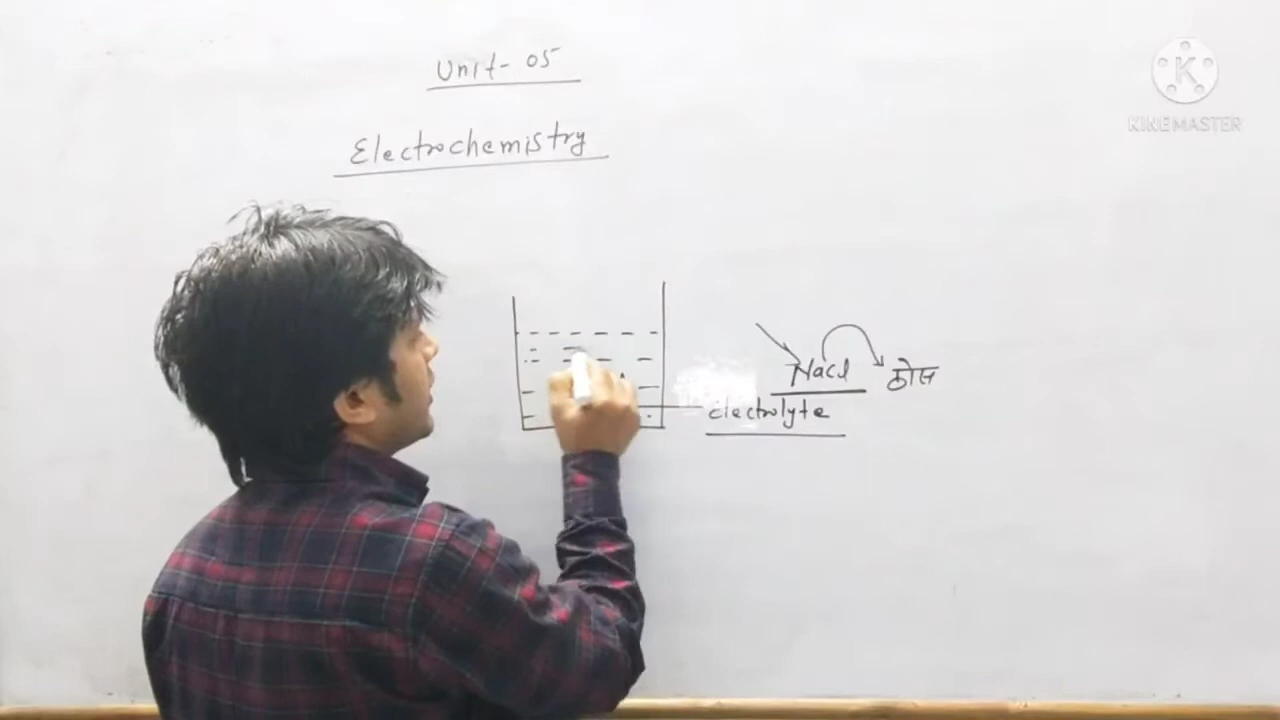 Unit- 05
Electrochemistry
NaCl ठोस
electrolyte
K
KINEMASTER